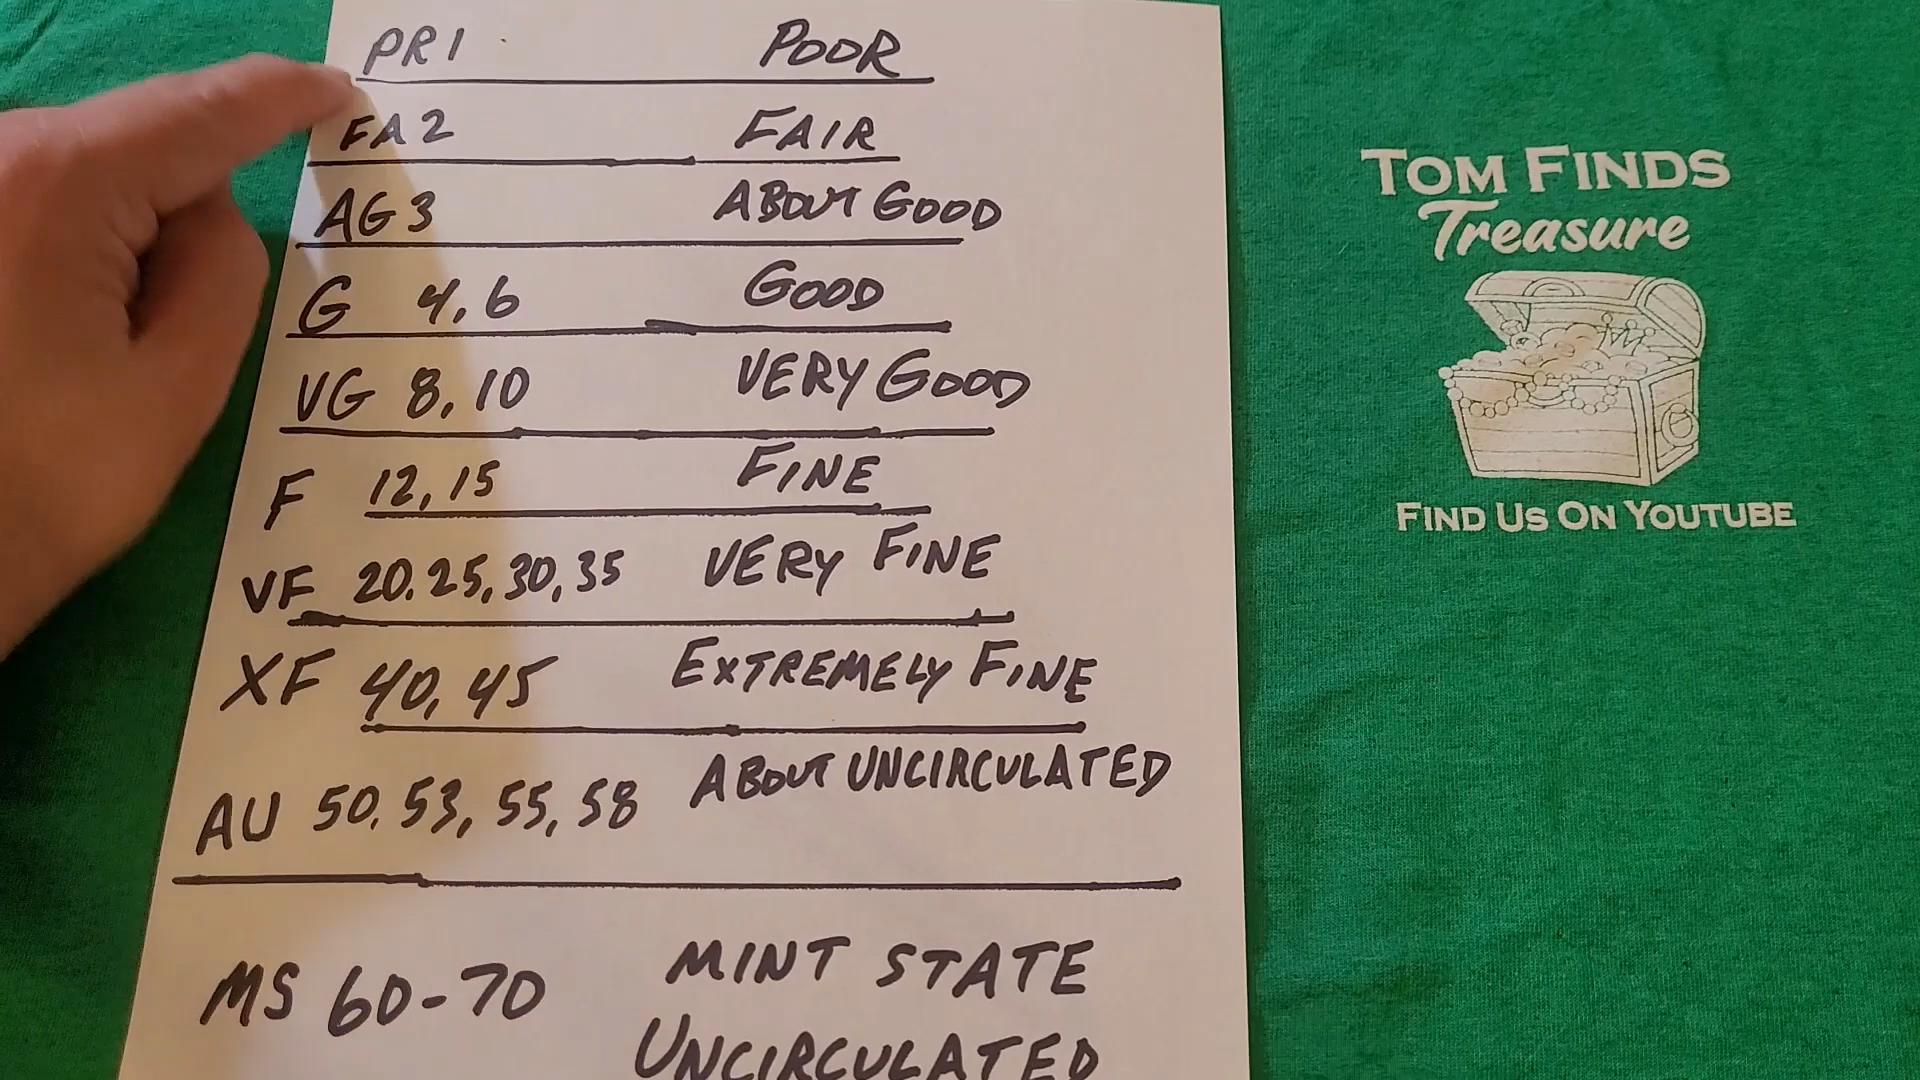 PR1 POOR
FA2 FAIR
AG3 ABOUT GOOD
G 4,6 GOOD
VG 8,10 VERY GOOD
F 12,15 FINE
VF 20.25,30,35 VERY FINE
XF 40,45 EXTREMELY FINE
AU 50,53,55,58 ABOUT UNCIRCULATED
MS 60-70 MINT STATE
UNCIRCULATED
TOM FINDS
Treasure
FIND US ON YOUTUBE